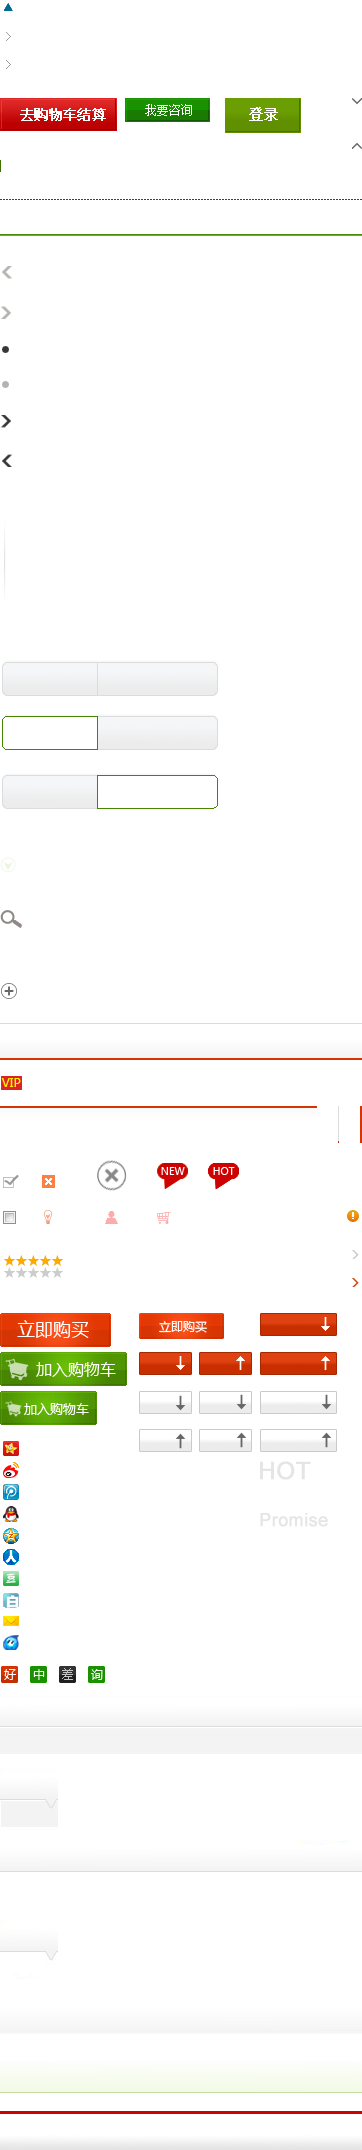 去购物车结算 我要咨询 登录
VIP
NEW HOT
立即购买 立即购买
加入购物车
加入购物车
HOT
Promise
豆
好 中 差 询